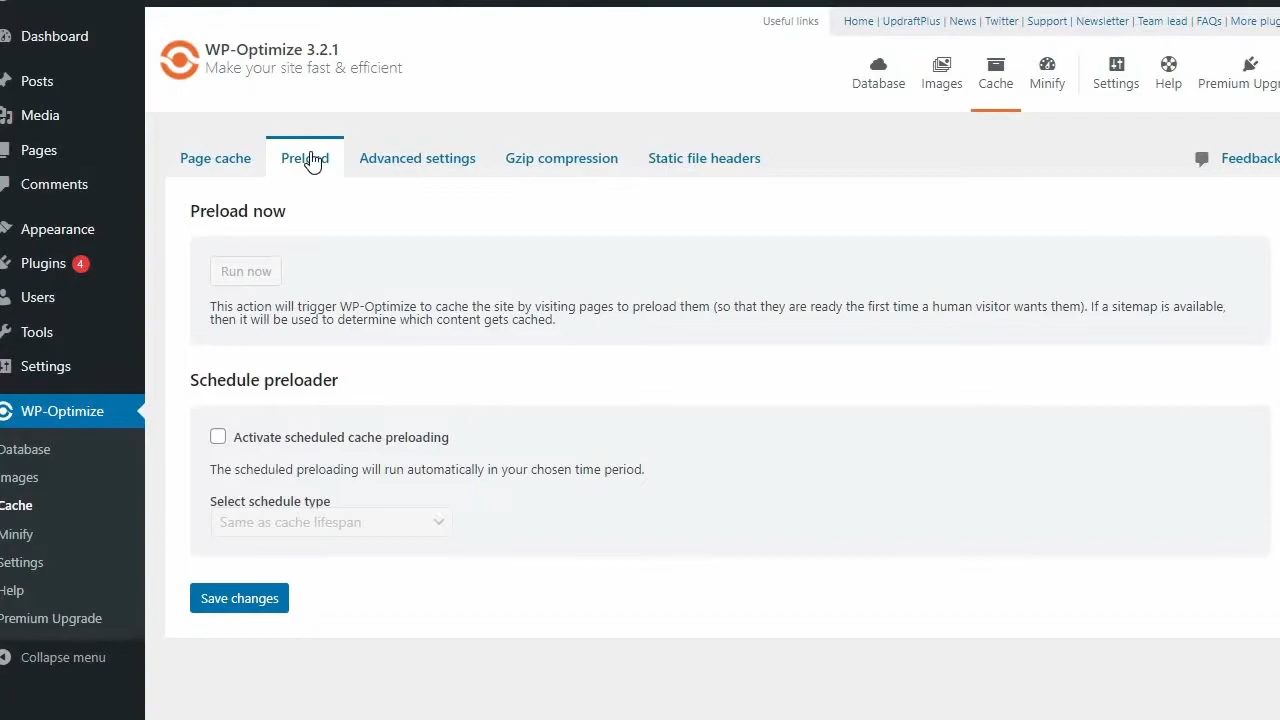 Dashboard
Posts
Media
Pages
Comments
Appearance
Plugins 4
Users
Tools
Settings
WP-Optimize
Database
Images
Cache
Minify
Settings
Help
Premium Upgrade
Collapse menu
Useful links
Home | UpdraftPlus | News | Twitter | Support | Newsletter | Team lead | FAQs | More plug
WP-Optimize 3.2.1
Make your site fast & efficient
Database Images Cache Minify Settings Help Premium Upgr
Page cache Preload Advanced settings Gzip compression Static file headers Feedback
Preload now
Run now
This action will trigger WP-Optimize to cache the site by visiting pages to preload them (so that they are ready the first time a human visitor wants them). If a sitemap is available,
then it will be used to determine which content gets cached.
Schedule preloader
Activate scheduled cache preloading
The scheduled preloading will run automatically in your chosen time period.
Select schedule type
Same as cache lifespan
Save changes